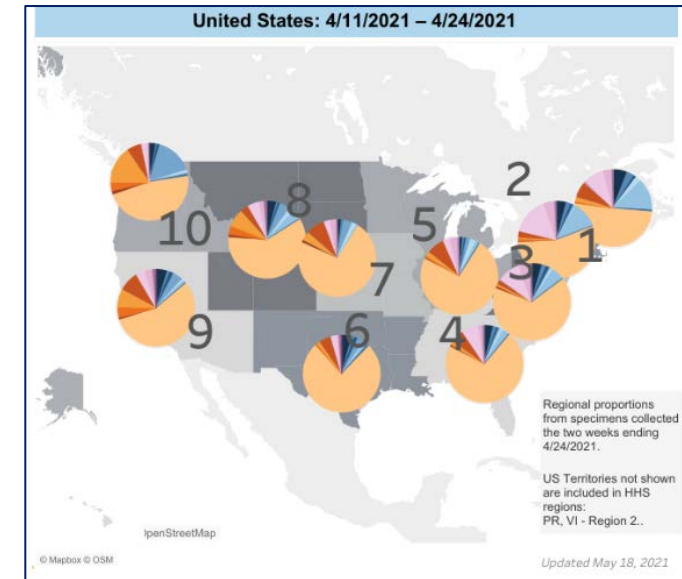 United States: 4/11/2021 – 4/24/2021
2
8
10
5
1
3
7
6
4
9
Regional proportions
from specimens collected
the two weeks ending
4/24/2021.
US Territories not shown
are included in HHS
regions:
PR, VI - Region 2..
IpenStreetMap
© Mapbox © OSM
Updated May 18, 2021